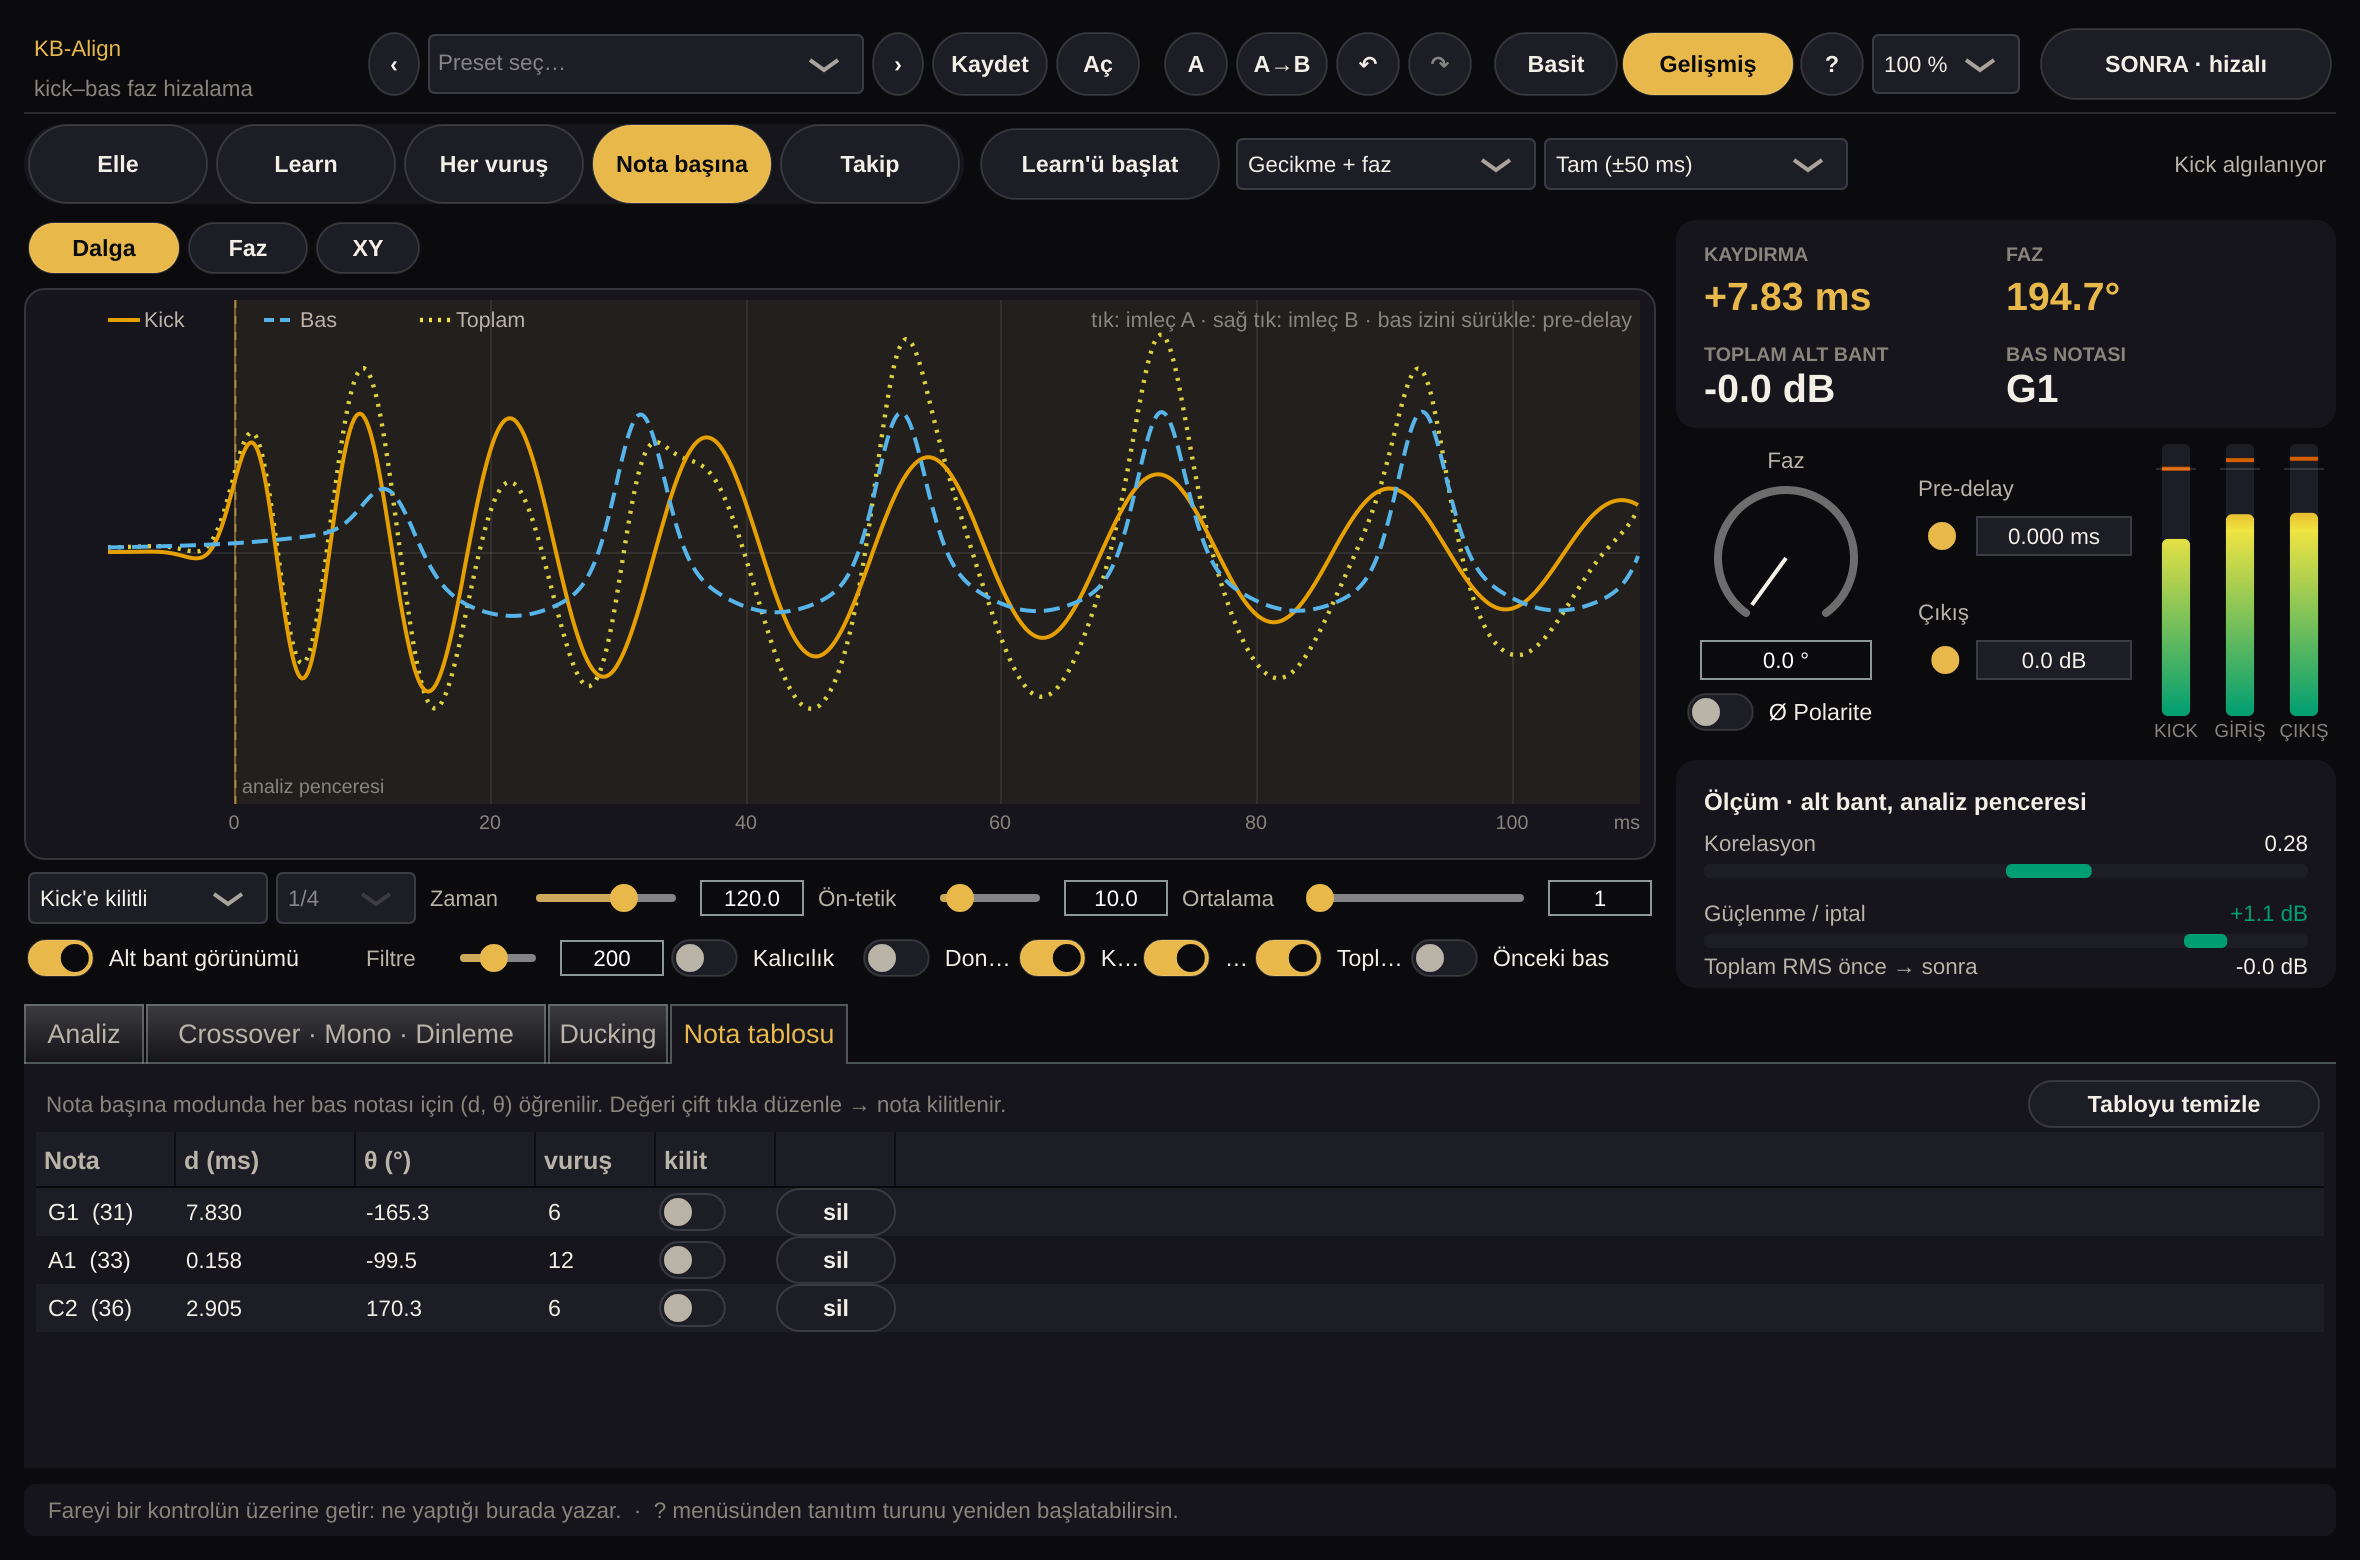 KB-Align
kick–bas faz hizalama
‹
Preset seç…
›
Kaydet
Aç
A
A→B
↶
↷
Basit
Gelişmiş
?
100 %
SONRA · hizalı
Elle
Learn
Her vuruş
Nota başına
Takip
Learn'ü başlat
Gecikme + faz
Tam (±50 ms)
Kick algılanıyor
Dalga
Faz
XY
Kick
Bas
Toplam
tık: imleç A · sağ tık: imleç B · bas izini sürükle: pre-delay
analiz penceresi
0
20
40
60
80
100
ms
KAYDIRMA
FAZ
+7.83 ms
194.7°
TOPLAM ALT BANT
BAS NOTASI
-0.0 dB
G1
Faz
0.0 °
Ø Polarite
Pre-delay
0.000 ms
Çıkış
0.0 dB
KICK
GİRİŞ
ÇIKIŞ
Ölçüm · alt bant, analiz penceresi
Korelasyon
0.28
Güçlenme / iptal
+1.1 dB
Toplam RMS önce → sonra
-0.0 dB
Kick'e kilitli
1/4
Zaman
120.0
Ön-tetik
10.0
Ortalama
1
Alt bant görünümü
Filtre
200
Kalıcılık
Don…
K…
…
Topl…
Önceki bas
Analiz
Crossover · Mono · Dinleme
Ducking
Nota tablosu
Nota başına modunda her bas notası için (d, θ) öğrenilir. Değeri çift tıkla düzenle → nota kilitlenir.
Tabloyu temizle
Nota d (ms) θ (°) vuruş kilit
G1 (31) 7.830 -165.3 6 sil
A1 (33) 0.158 -99.5 12 sil
C2 (36) 2.905 170.3 6 sil
Fareyi bir kontrolün üzerine getir: ne yaptığı burada yazar. · ? menüsünden tanıtım turunu yeniden başlatabilirsin.